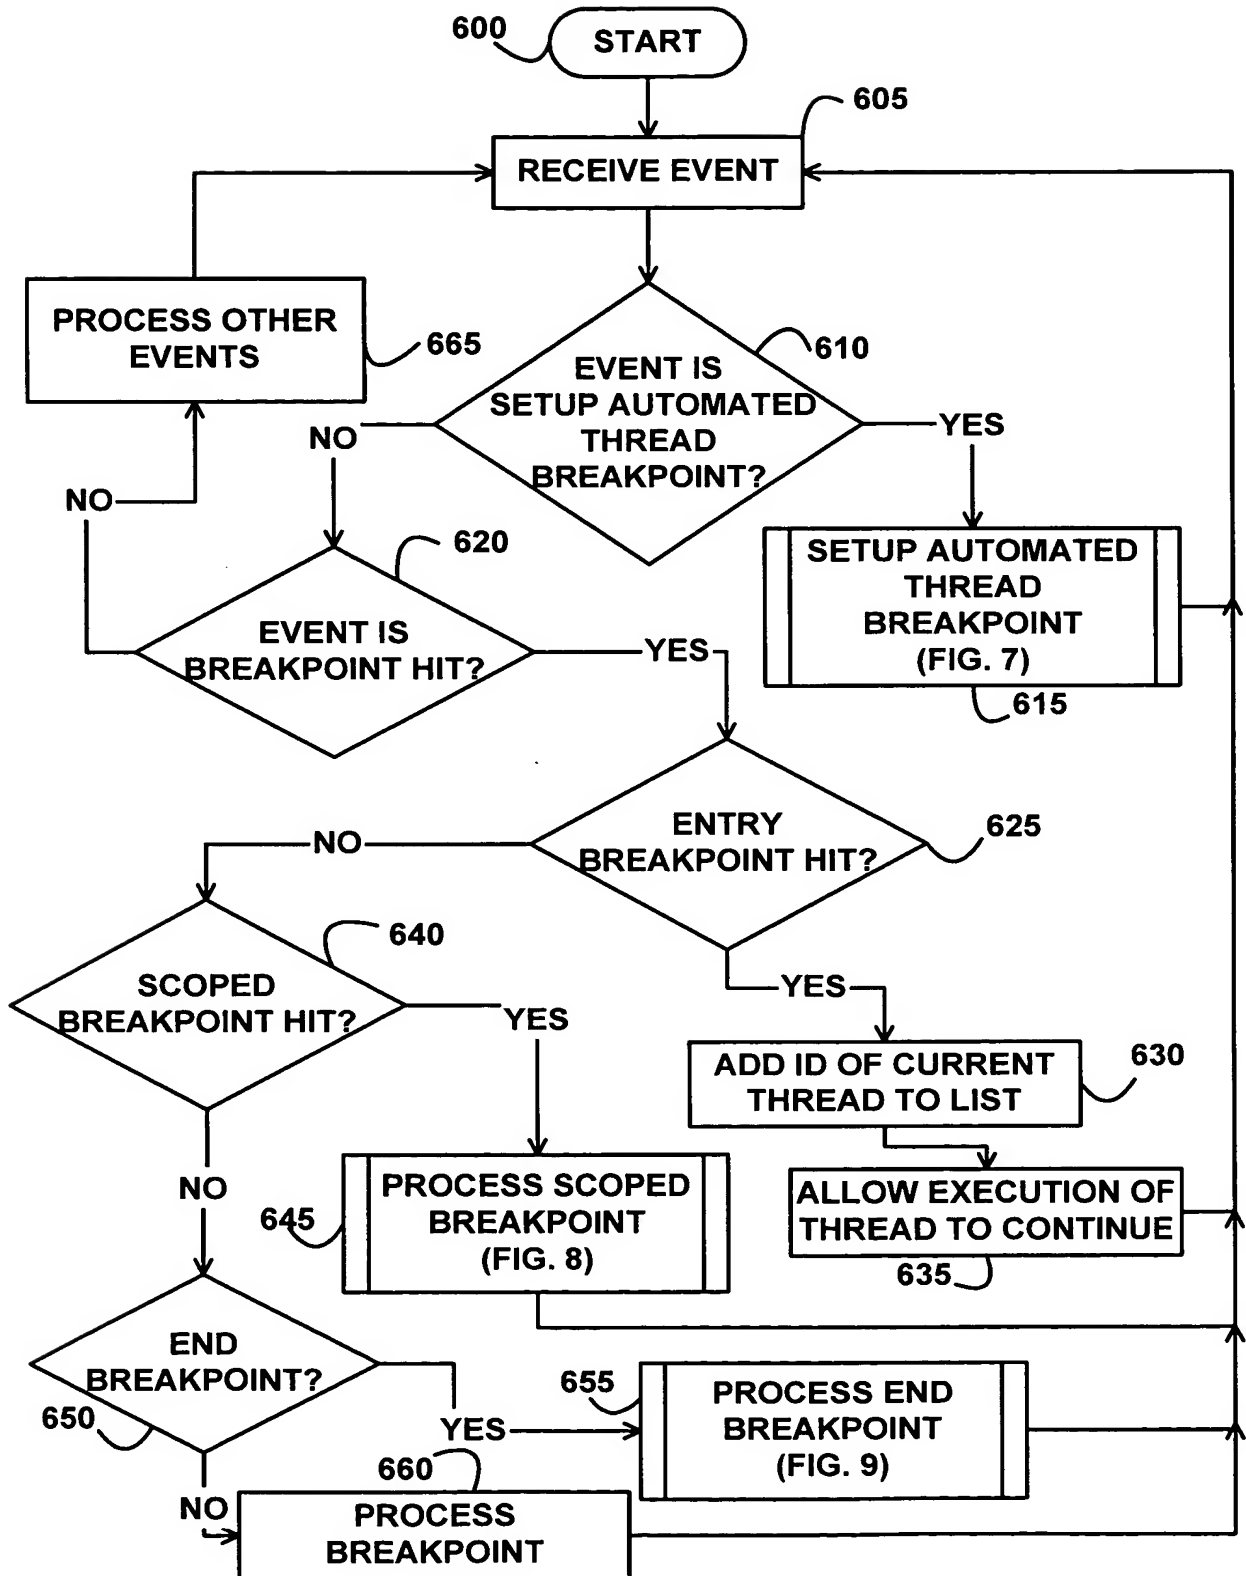 600
START
605
RECEIVE EVENT
PROCESS OTHER
EVENTS
665
610
EVENT IS
SETUP AUTOMATED
THREAD
BREAKPOINT?
NO
YES
NO
620
SETUP AUTOMATED
THREAD
BREAKPOINT
(FIG. 7)
615
EVENT IS
BREAKPOINT HIT?
YES
ENTRY
BREAKPOINT HIT?
625
NO
640
SCOPED
BREAKPOINT HIT?
YES
YES
ADD ID OF CURRENT
THREAD TO LIST
630
NO
645
PROCESS SCOPED
BREAKPOINT
(FIG. 8)
ALLOW EXECUTION OF
THREAD TO CONTINUE
635
END
BREAKPOINT?
650
YES
655
PROCESS END
BREAKPOINT
(FIG. 9)
660
NO
PROCESS
BREAKPOINT